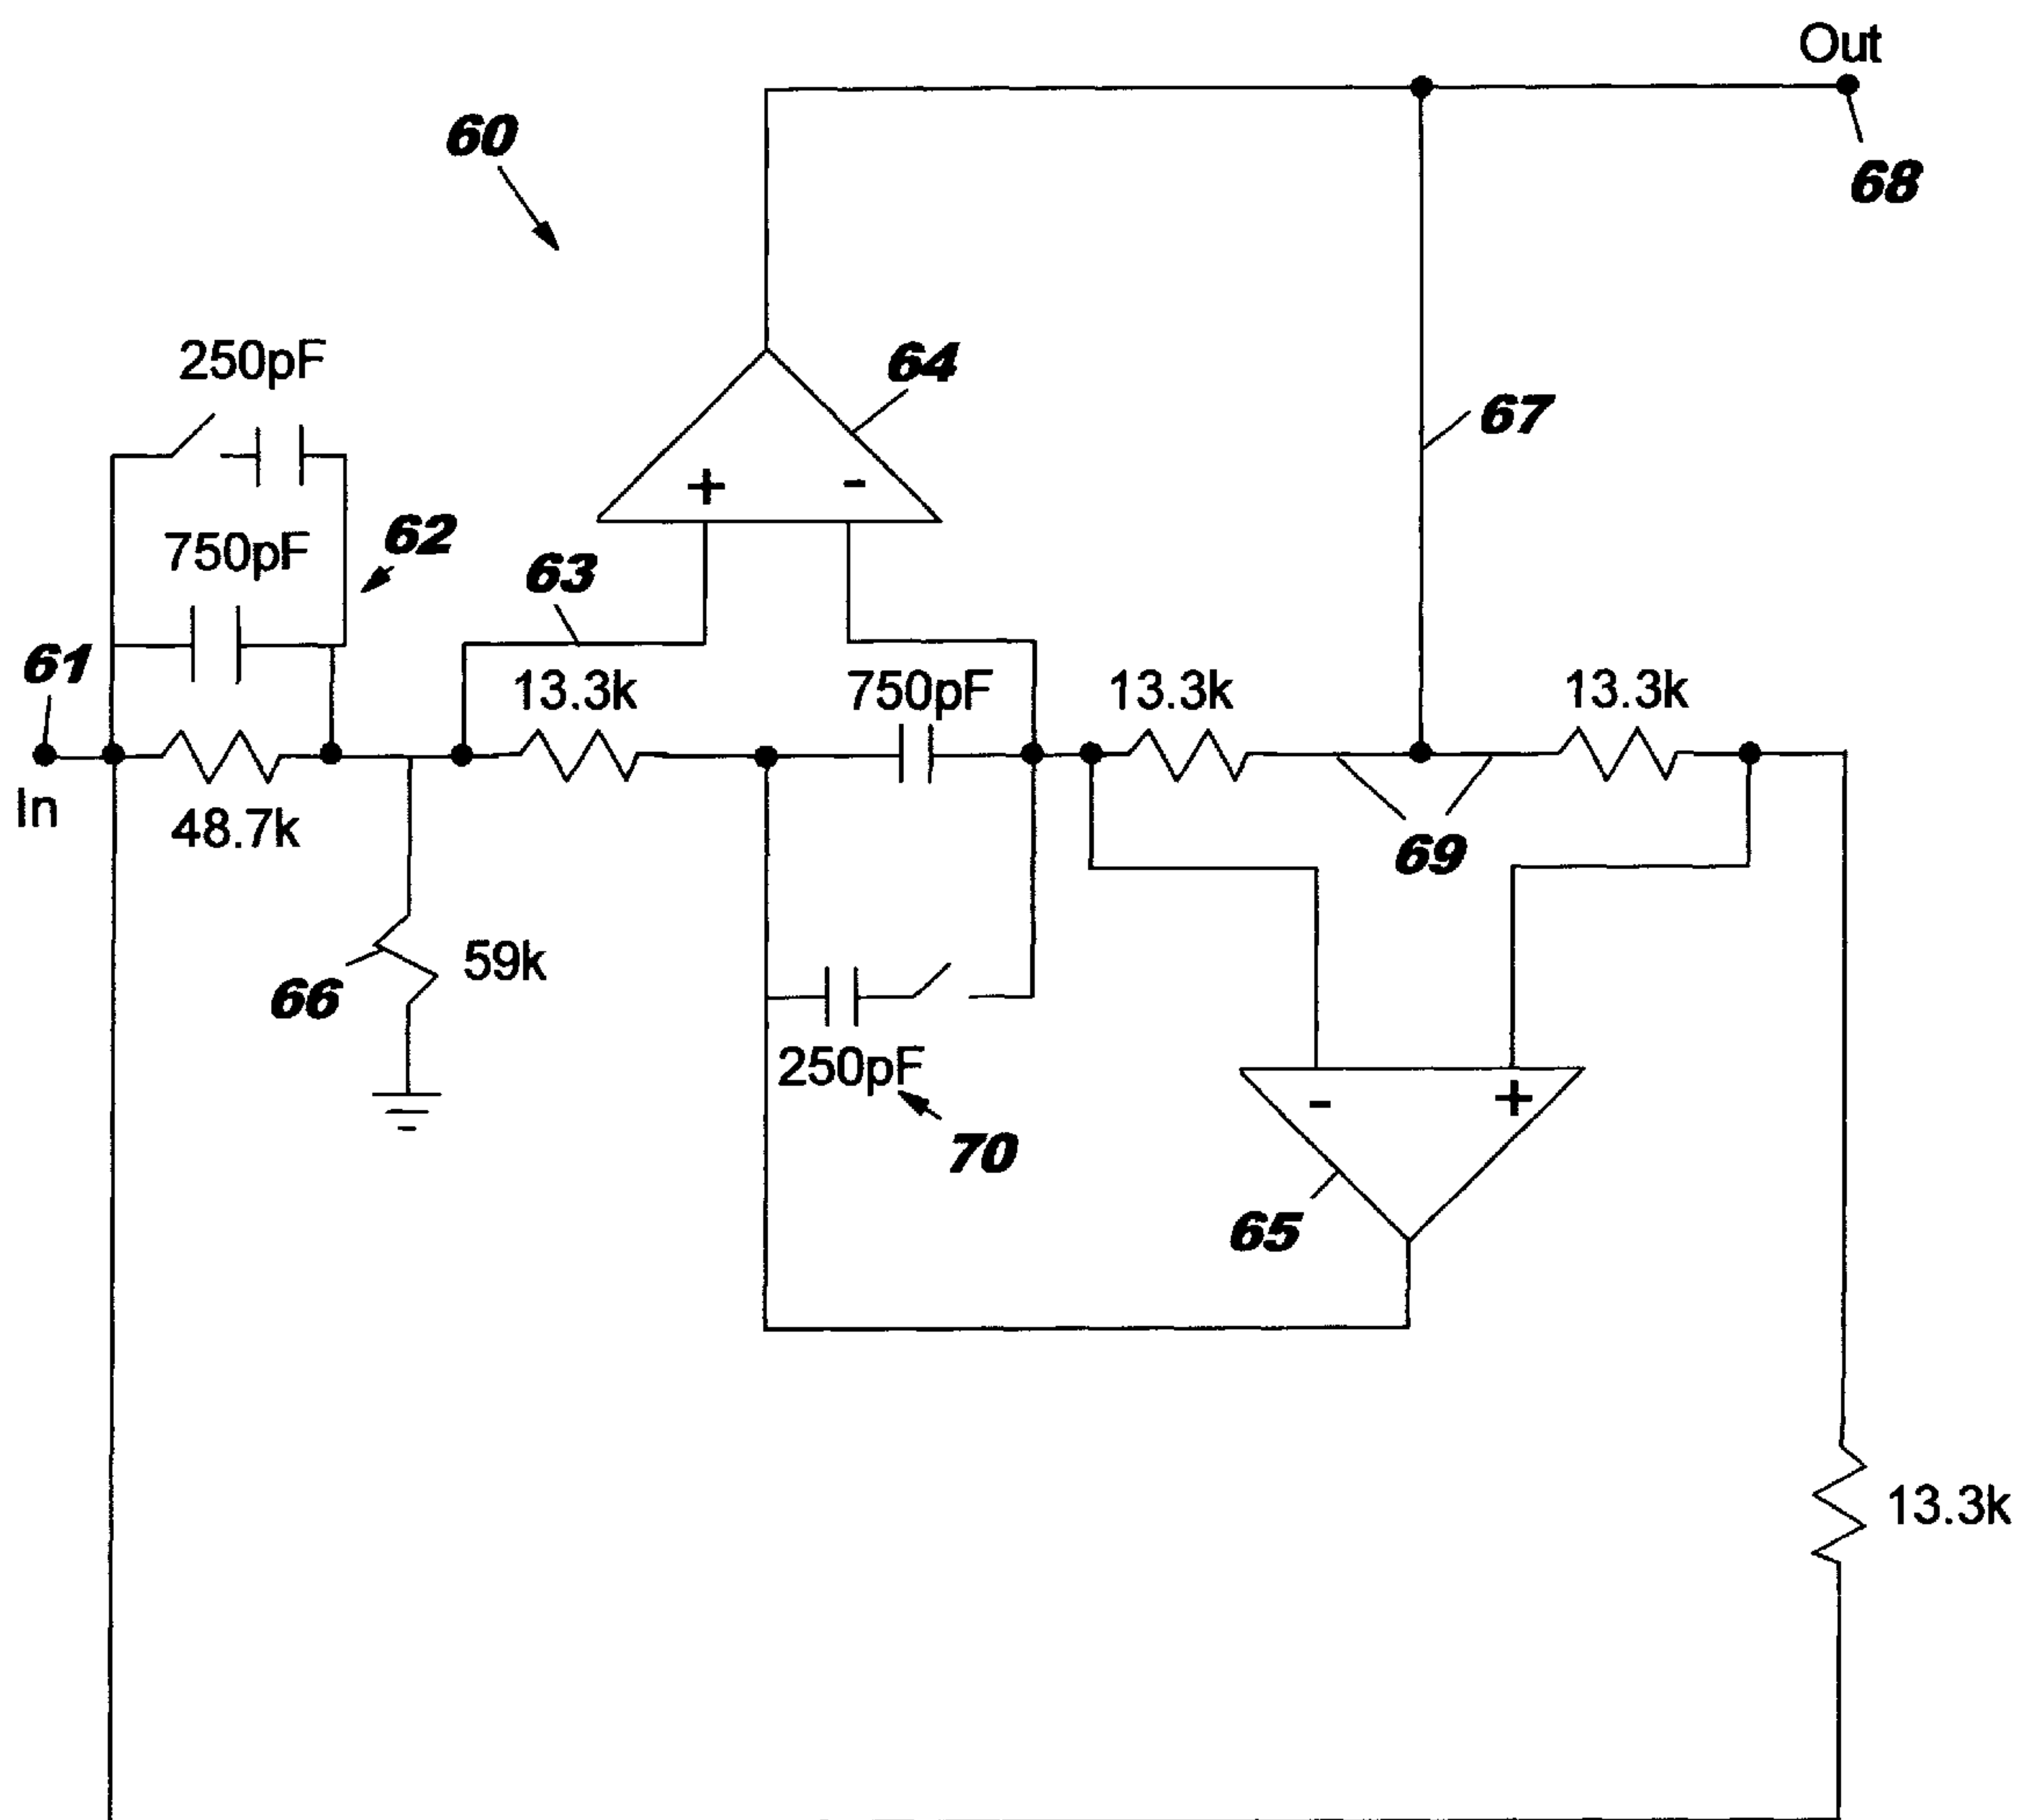 Out
60
68
250pF
64
67
750pF
62
63
61
13.3k
750pF
13.3k
13.3k
In
48.7k
+
-
69
66
59k
250pF
70
-
+
65
13.3k